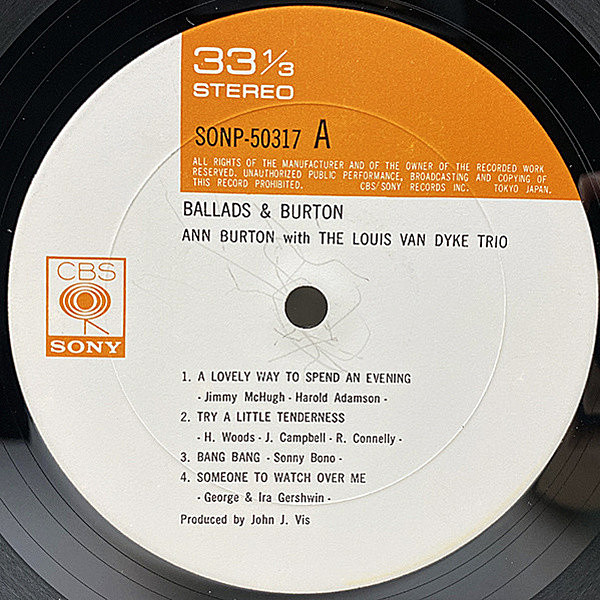 33 1/3
STEREO
SONP-50317 A
ALL RIGHTS OF THE MANUFACTURER AND OF THE OWNER OF THE RECORDED WORK
RESERVED. UNAUTHORIZED PUBLIC PERFORMANCE, BROADCASTING AND COPYING OF
THIS RECORD PROHIBITED. CBS/SONY RECORDS INC. TOKYO JAPAN.
BALLADS & BURTON
ANN BURTON with THE LOUIS VAN DYKE TRIO
CBS
SONY
1. A LOVELY WAY TO SPEND AN EVENING
- Jimmy McHugh - Harold Adamson -
2. TRY A LITTLE TENDERNESS
- H. Woods - J. Campbell - R. Connelly -
3. BANG BANG - Sonny Bono -
4. SOMEONE TO WATCH OVER ME
- George & Ira Gershwin -
Produced by John J. Vis